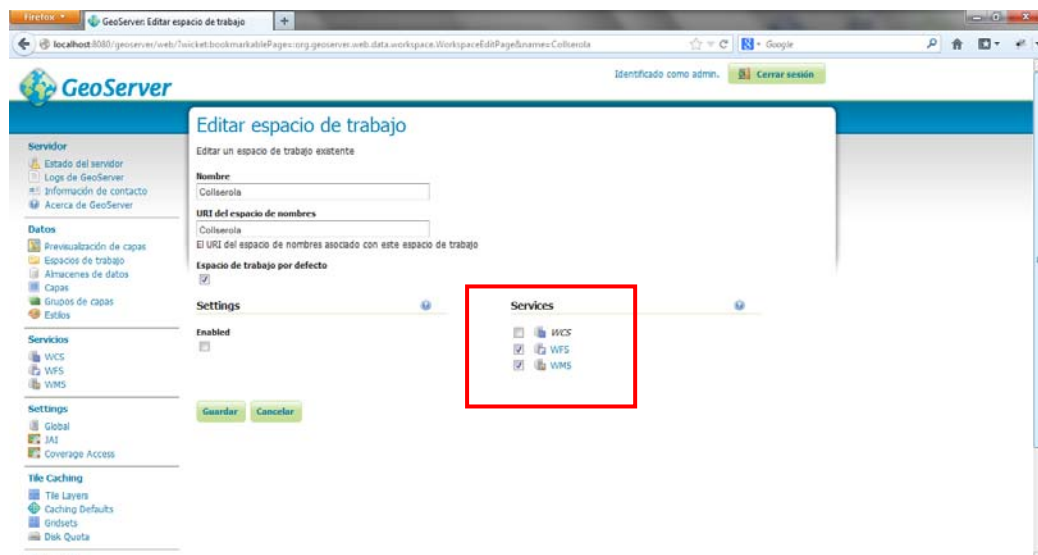 Firefox
GeoServer: Editar espacio de trabajo
localhost:8080/geoserver/web/?wicket:bookmarkablePage=:org.geoserver.web.data.workspace.WorkspaceEditPage&name=Collserola
Google
Identificado como admin.
Cerrar sesión
GeoServer
Editar espacio de trabajo
Editar un espacio de trabajo existente
Nombre
Collserola
URI del espacio de nombres
Collserola
El URI del espacio de nombres asociado con este espacio de trabajo
Espacio de trabajo por defecto
Settings
Enabled
Services
WCS
WFS
WMS
Guardar
Cancelar
Servidor
Estado del servidor
Logs de GeoServer
Información de contacto
Acerca de GeoServer
Datos
Previsualización de capas
Espacios de trabajo
Almacenes de datos
Capas
Grupos de capas
Estilos
Servicios
WCS
WFS
WMS
Settings
Global
JAI
Coverage Access
Tile Caching
Tile Layers
Caching Defaults
Gridsets
Disk Quota